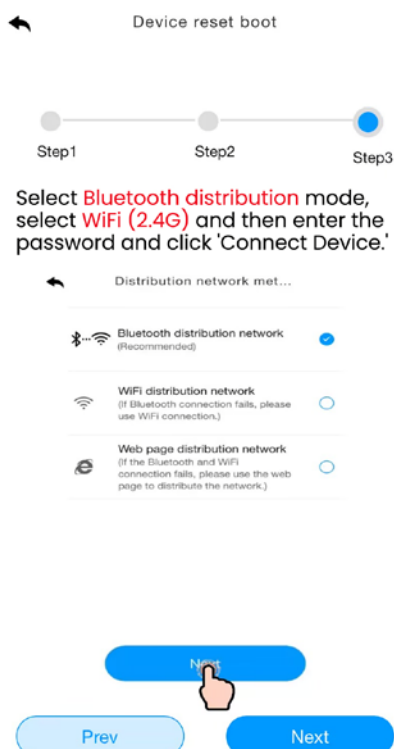 Device reset boot
Step1
Step2
Step3
Select Bluetooth distribution mode,
select WiFi (2.4G) and then enter the
password and click 'Connect Device.'
Distribution network met...
Bluetooth distribution network
(Recommended)
WiFi distribution network
(If Bluetooth connection fails, please
use WiFi connection.)
Web page distribution network
(If the Bluetooth and WiFi
connection fails, please use the web
page to distribute the network.)
Next
Prev
Next